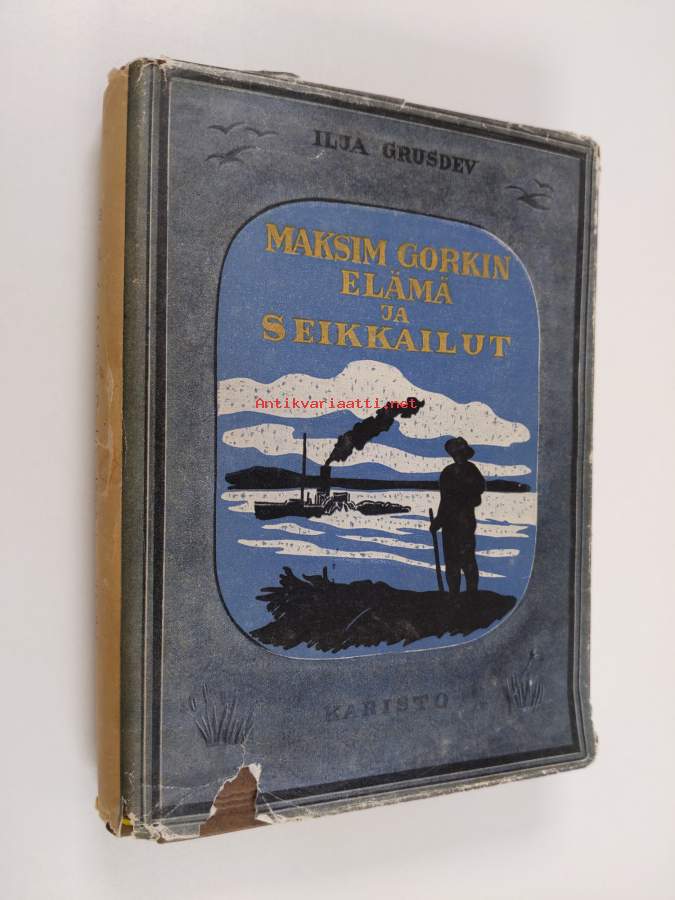 ILJA GRUSDEV
MAKSIM GORKIN
ELÄMÄ
JA
SEIKKAILUT
Antikvariaatti.net
KARISTO